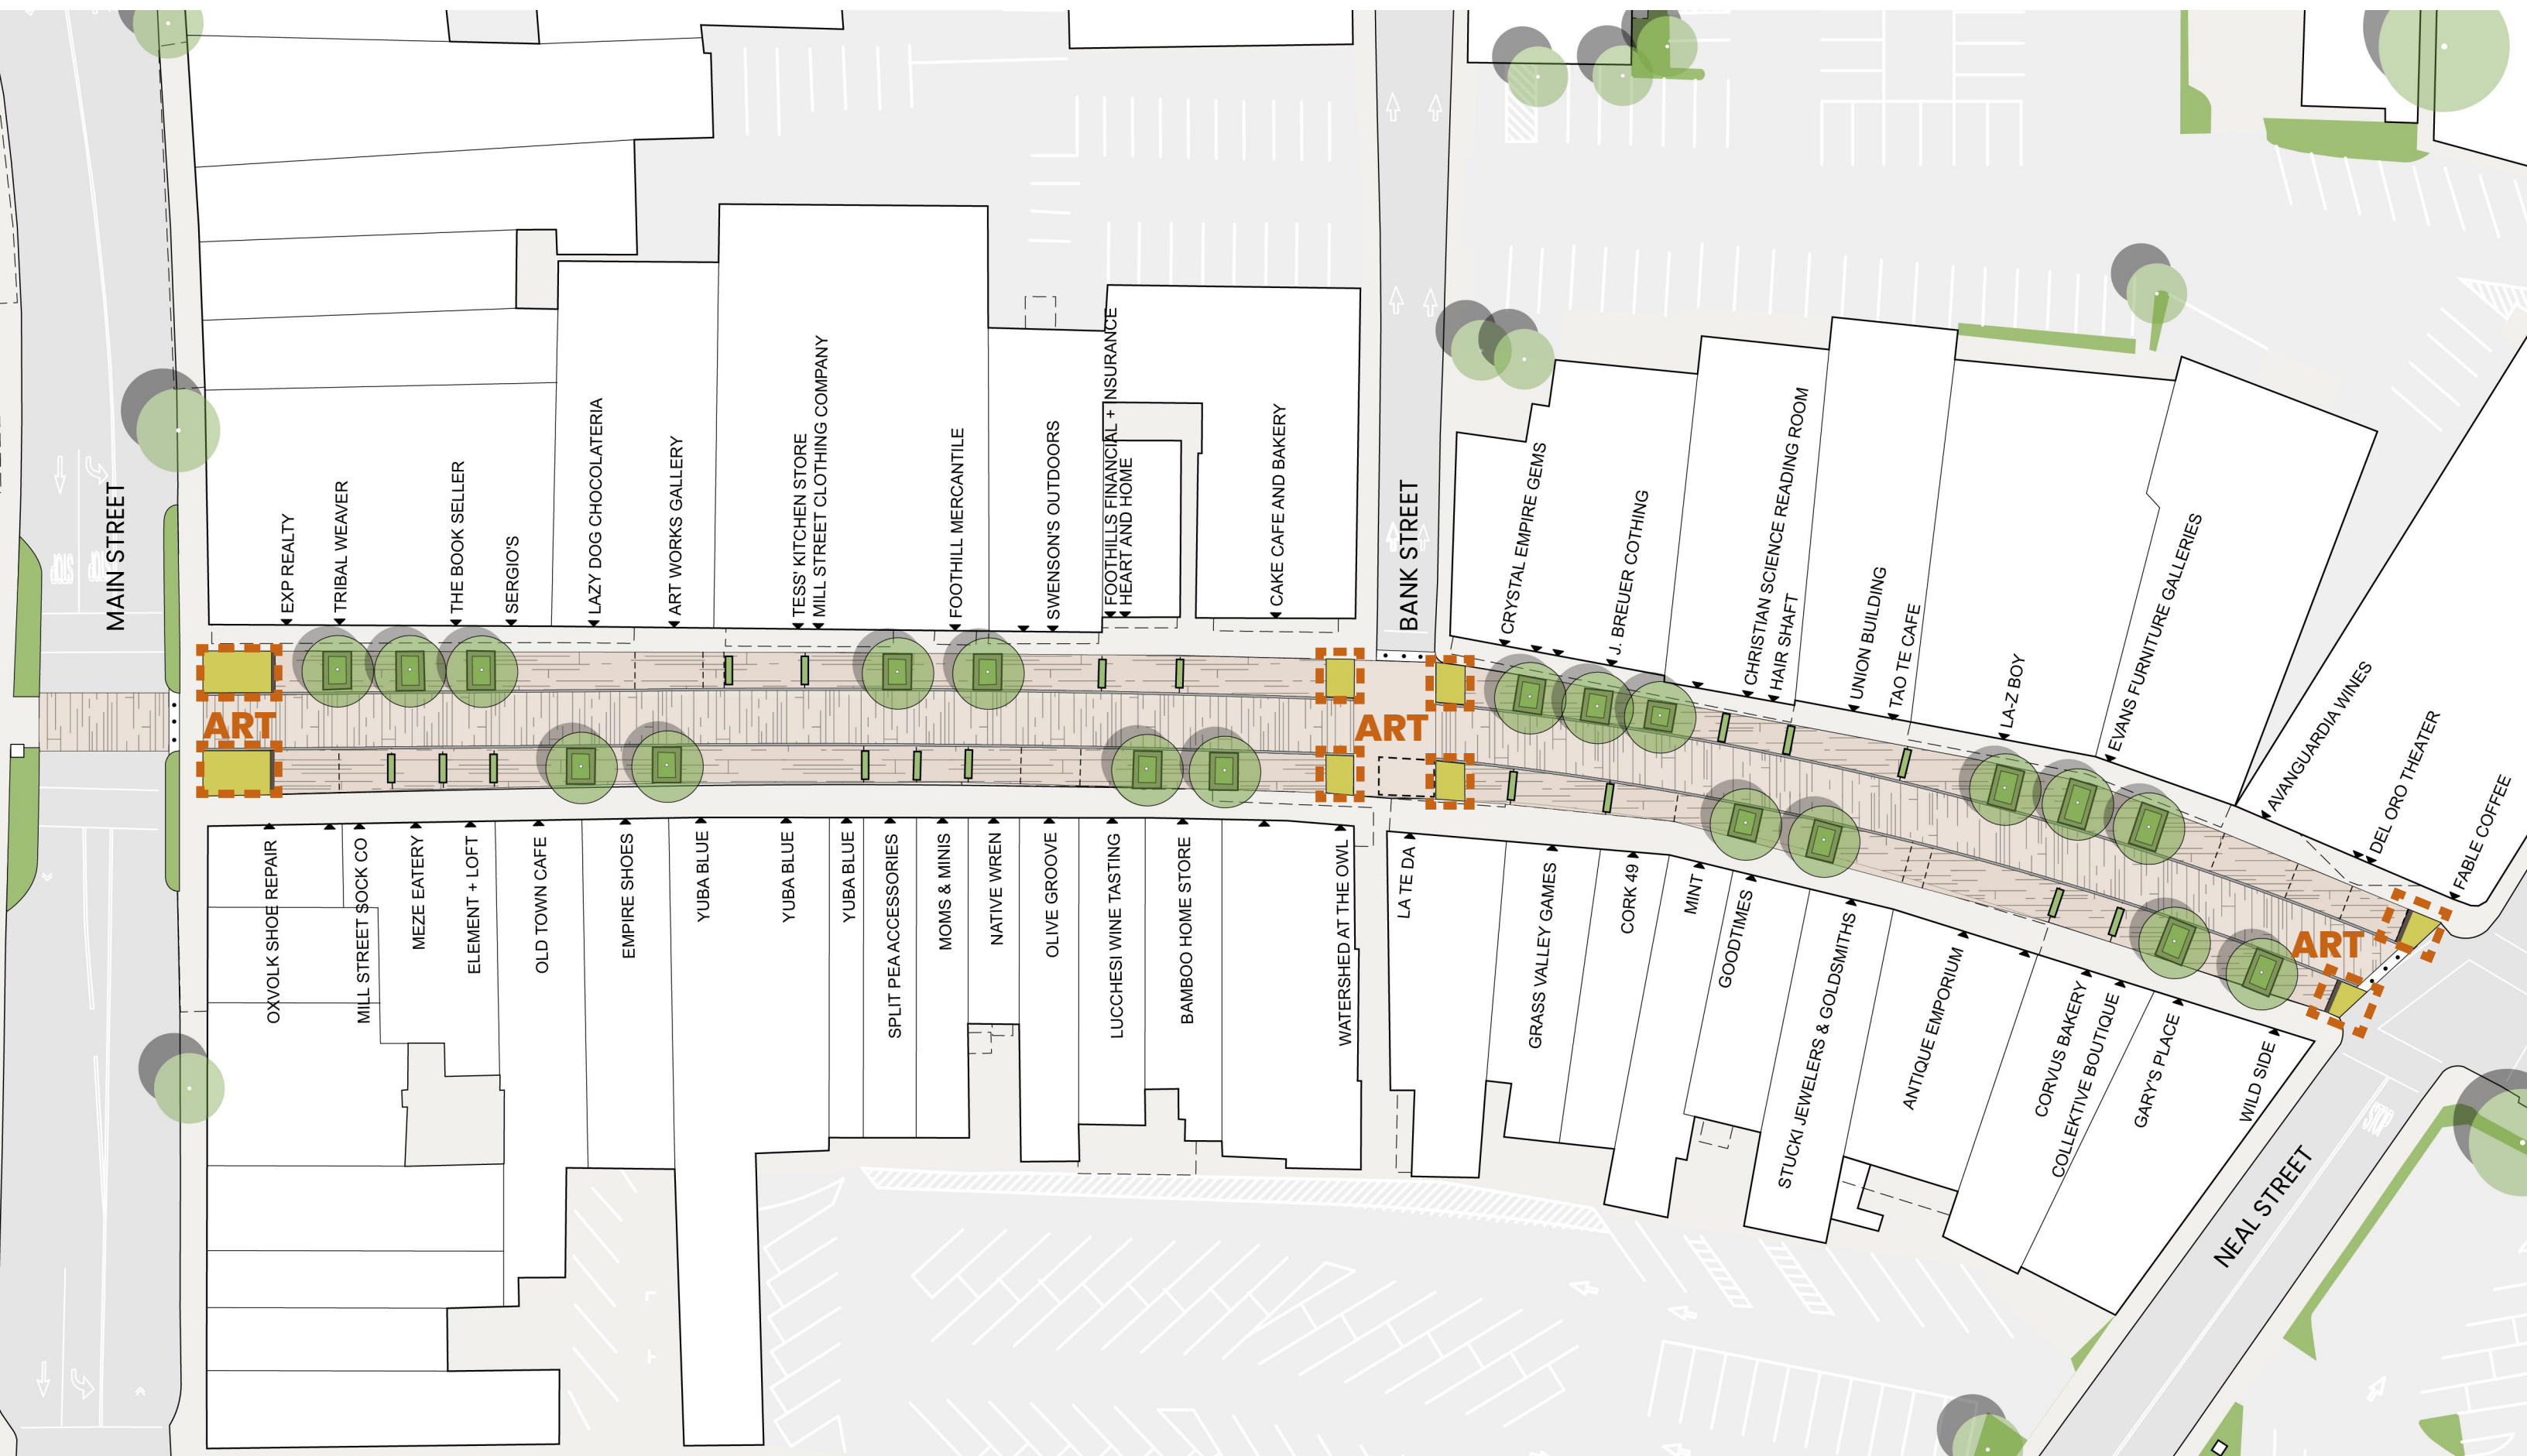 MAIN STREET
EXP REALTY
TRIBAL WEAVER
THE BOOK SELLER
SERGIO'S
LAZY DOG CHOCOLATERIA
ART WORKS GALLERY
TESS' KITCHEN STORE
MILL STREET CLOTHING COMPANY
FOOTHILL MERCANTILE
SWENSON'S OUTDOORS
FOOTHILLS FINANCIAL + INSURANCE
HEART AND HOME
CAKE CAFE AND BAKERY
BANK STREET
CRYSTAL EMPIRE GEMS
J. BREUER COTHING
CHRISTIAN SCIENCE READING ROOM
HAIR SHAFT
UNION BUILDING
TAO TE CAFE
LA-Z BOY
EVANS FURNITURE GALLERIES
AVANGUARDIA WINES
DEL ORO THEATER
FABLE COFFEE
STOP
ART
ART
ART
OXVOLK SHOE REPAIR
MILL STREET SOCK CO
MEZE EATERY
ELEMENT + LOFT
OLD TOWN CAFE
EMPIRE SHOES
YUBA BLUE
YUBA BLUE
YUBA BLUE
SPLIT PEA ACCESSORIES
MOMS & MINIS
NATIVE WREN
OLIVE GROOVE
LUCCHESI WINE TASTING
BAMBOO HOME STORE
WATERSHED AT THE OWL
LA TE DA
GRASS VALLEY GAMES
CORK 49
MINT
GOODTIMES
STUCKI JEWELERS & GOLDSMITHS
ANTIQUE EMPORIUM
CORVUS BAKERY
COLLEKTIVE BOUTIQUE
GARY'S PLACE
WILD SIDE
NEAL STREET
STOP